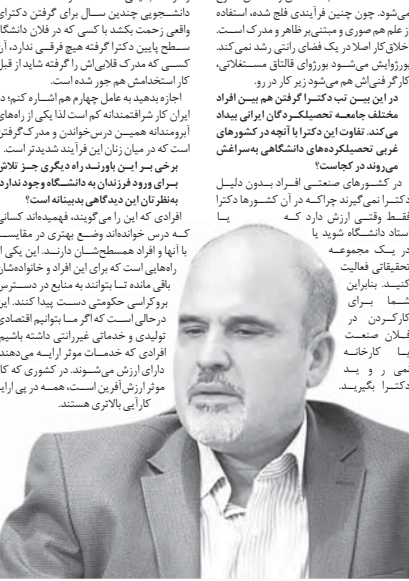 می‌شود. چون چنین فرآیندی فلج شده، استفاده
از علم هم صوری و مبتنی‌بر ظاهر و مدرک است.
اخلاق کار اصلا در یک فضای رانتی رشد نمی‌کند.
بورژوایش می‌شود بورژوای قالتاق مستغلاتی،
کارگر فنی‌اش هم می‌شود زیر کار در رو.
در این بین تب دکترا گرفتن هم بین افراد
مختلف جامعه تحصیلکردگان ایرانی بیداد
می‌کند. تفاوت این دکترا با آنچه در کشورهای
غربی تحصیلکرده‌های دانشگاهی به‌سراغش
می‌روند در کجاست؟
در کشورهای صنعتی افراد بدون دلیل
دکترا نمی‌گیرند چراکه در آن کشورها دکترا
فقط وقتی ارزش دارد که یا
استاد دانشگاه شوید یا
در یک مجموعه
تحقیقاتی فعالیت
کنید. بنابراین
شما برای
کارکردن در
فلان صنعت
یا کارخانه
نمی‌روید
دکترا بگیرید.
دانشجویی چندین سال برای گرفتن دکترای
واقعی زحمت بکشد با کسی که در فلان دانشگاه
سطح پایین دکترا گرفته هیچ فرقی ندارد، آن
کسی که مدرک قلابی‌اش را گرفته شاید از قبل
کار استخدامش هم جور شده است.
اجازه بدهید به عامل چهارم هم اشاره کنم؛ در
ایران کار شرافتمندانه کم است لذا یکی از راه‌های
آبرومندانه همین درس‌خواندن و مدرک‌گرفتن
است که در میان زنان این فرآیند شدیدتر است.
برخی بر این باورند راه دیگری جز تلاش
برای ورود فرزندان به دانشگاه وجود ندارد
به‌نظرتان این دیدگاهی بدبینانه است؟
افرادی که این را می‌گویند، فهمیده‌اند کسانی
که درس خوانده‌اند وضع بهتری در مقایسه
با آنها و افراد همسطح‌شان دارند. این یکی از
راه‌هایی است که برای این افراد و خانواده‌شان
باقی مانده تا بتوانند به منابع در دسترس
بروکراسی حکومتی دست پیدا کنند. این
درحالی است که اگر ما بتوانیم اقتصادی
تولیدی و خدماتی غیررانتی داشته باشیم
افرادی که خدمات موثر ارایه می‌دهند
دارای ارزش می‌شوند. در کشوری که کار
موثر ارزش‌آفرین است، همه در پی ارایه
کارآیی بالاتری هستند.